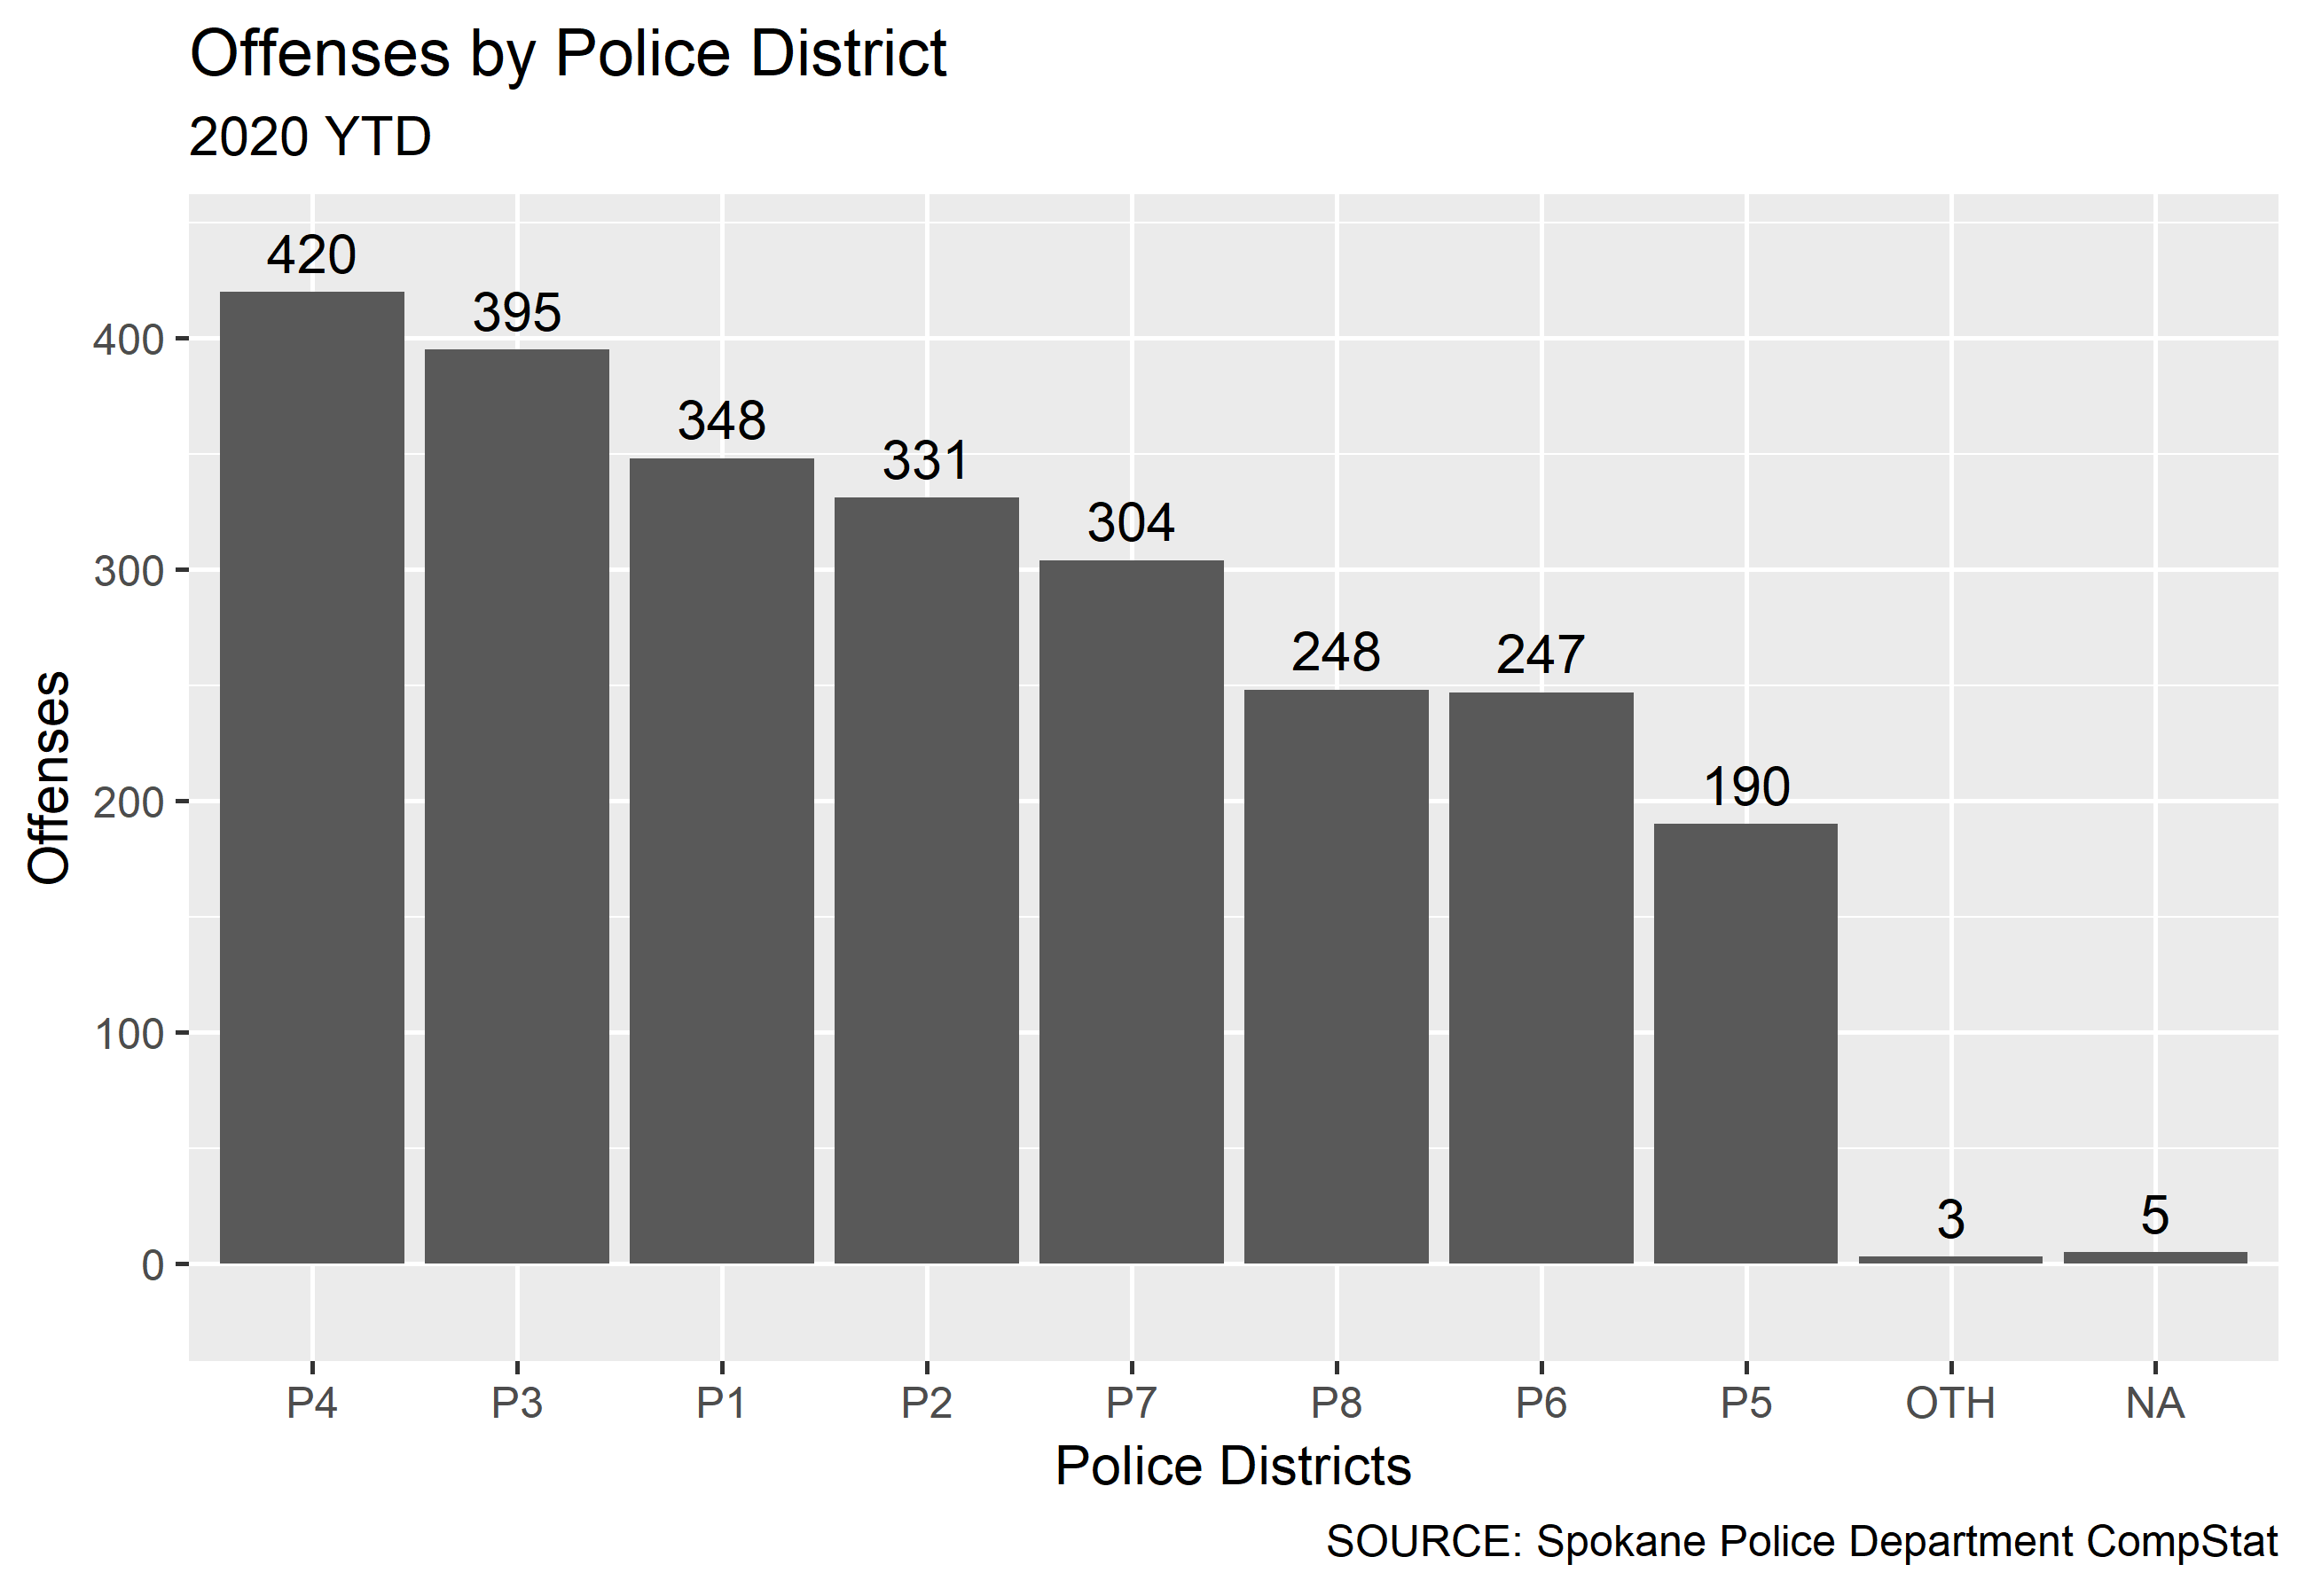 Offenses by Police District
2020 YTD
420
395
348
331
304
248
247
190
3
5
400
300
200
100
0
Offenses
P4 P3 P1 P2 P7 P8 P6 P5 OTH NA
Police Districts
SOURCE: Spokane Police Department CompStat